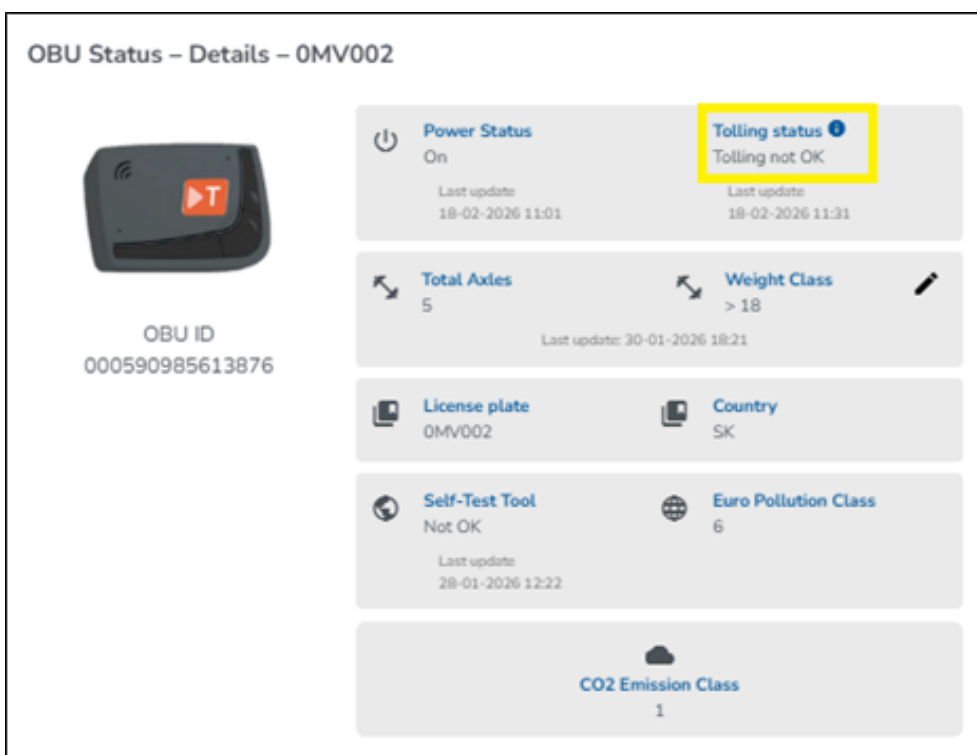 OBU Status – Details – 0MV002
T
OBU ID
000590985613876
Power Status
On
Last update
18-02-2026 11:01
Tolling status i
Tolling not OK
Last update
18-02-2026 11:31
Total Axles
5
Weight Class
> 18
Last update: 30-01-2026 18:21
License plate
0MV002
Country
SK
Self-Test Tool
Not OK
Last update
28-01-2026 12:22
Euro Pollution Class
6
CO2 Emission Class
1